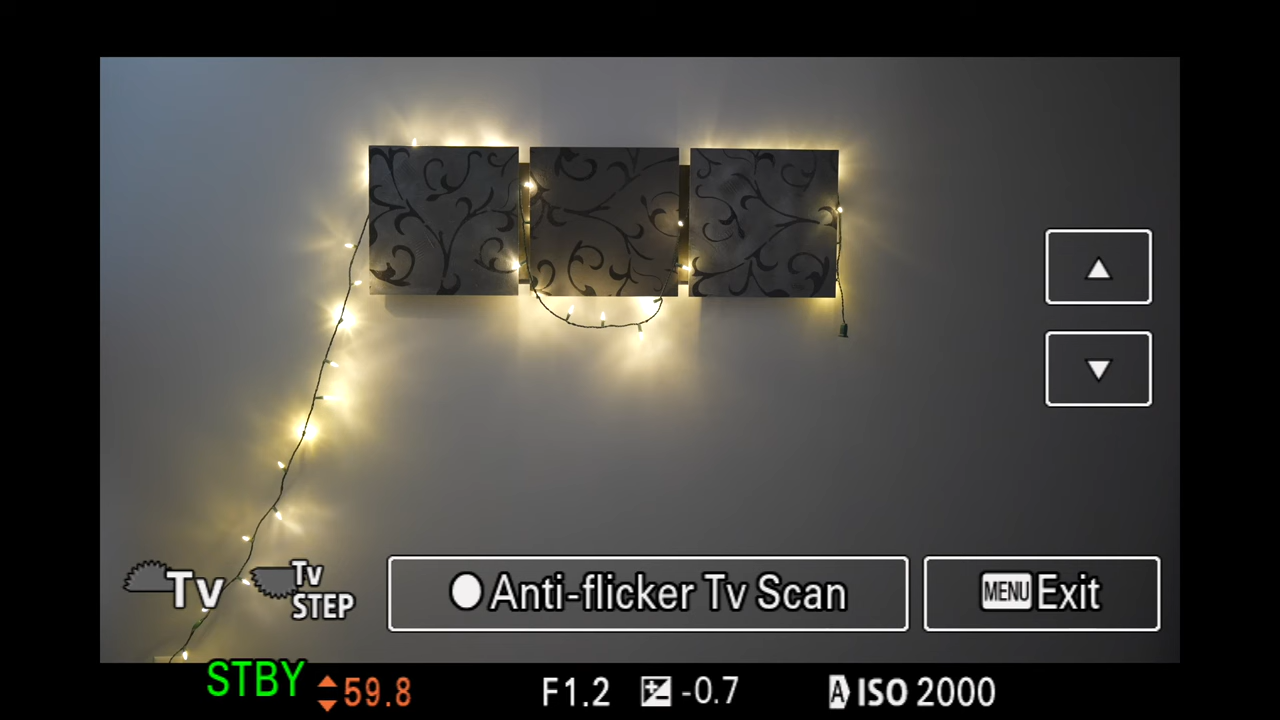 Tv
Tv STEP
Anti-flicker Tv Scan
MENU Exit
STBY 59.8 F1.2 -0.7 A ISO 2000